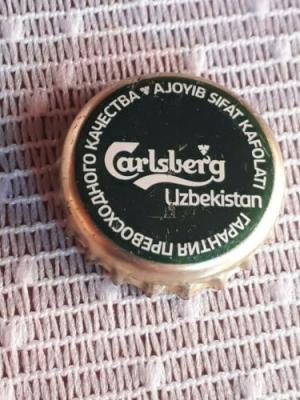 ГАРАНТИЯ ПРЕВОСХОДНОГО КАЧЕСТВА
AJOYIB SIFAT KAFOLATI
Carlsberg
Uzbekistan